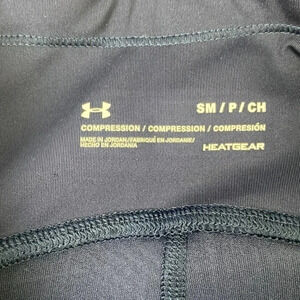 SM / P / CH
COMPRESSION / COMPRESSION / COMPRESIÓN
MADE IN JORDAN/FABRIQUÉ EN JORDANIE/
HECHO EN JORDANIA
HEATGEAR